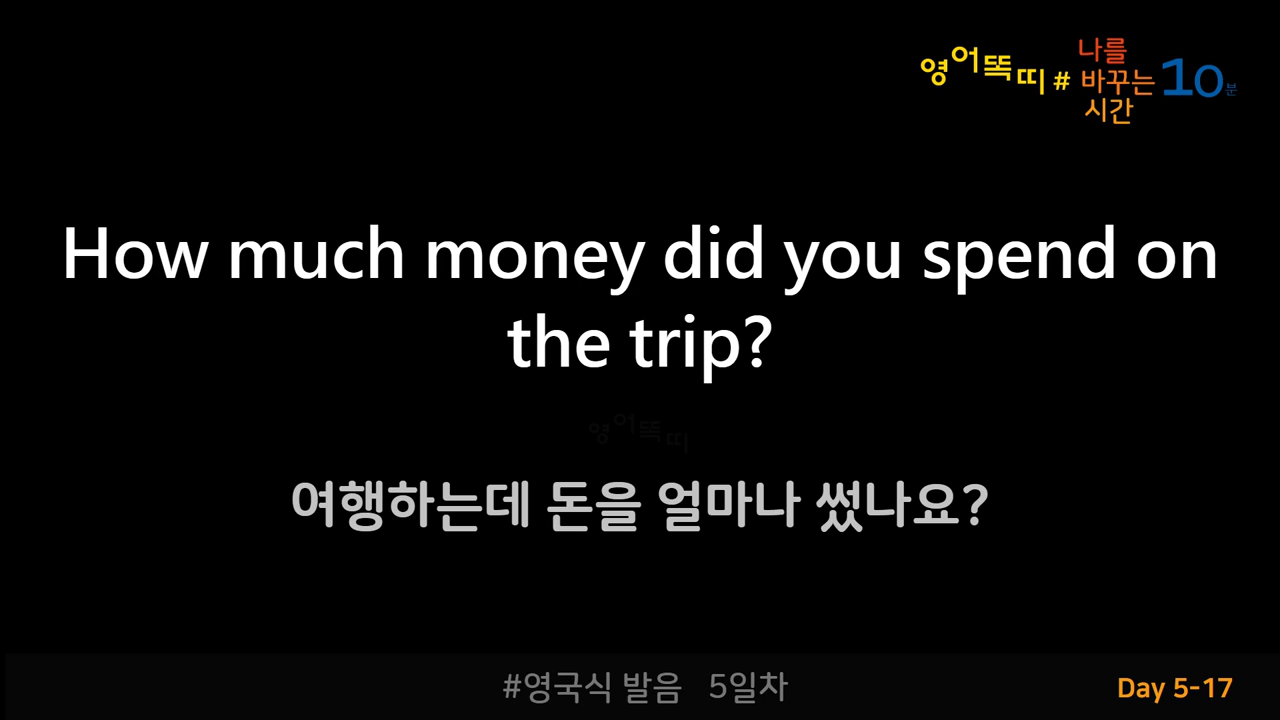 영어똑띠 # 나를 바꾸는 시간 10분
How much money did you spend on
the trip?
영어똑띠
여행하는데 돈을 얼마나 썼나요?
#영국식 발음 5일차
Day 5-17